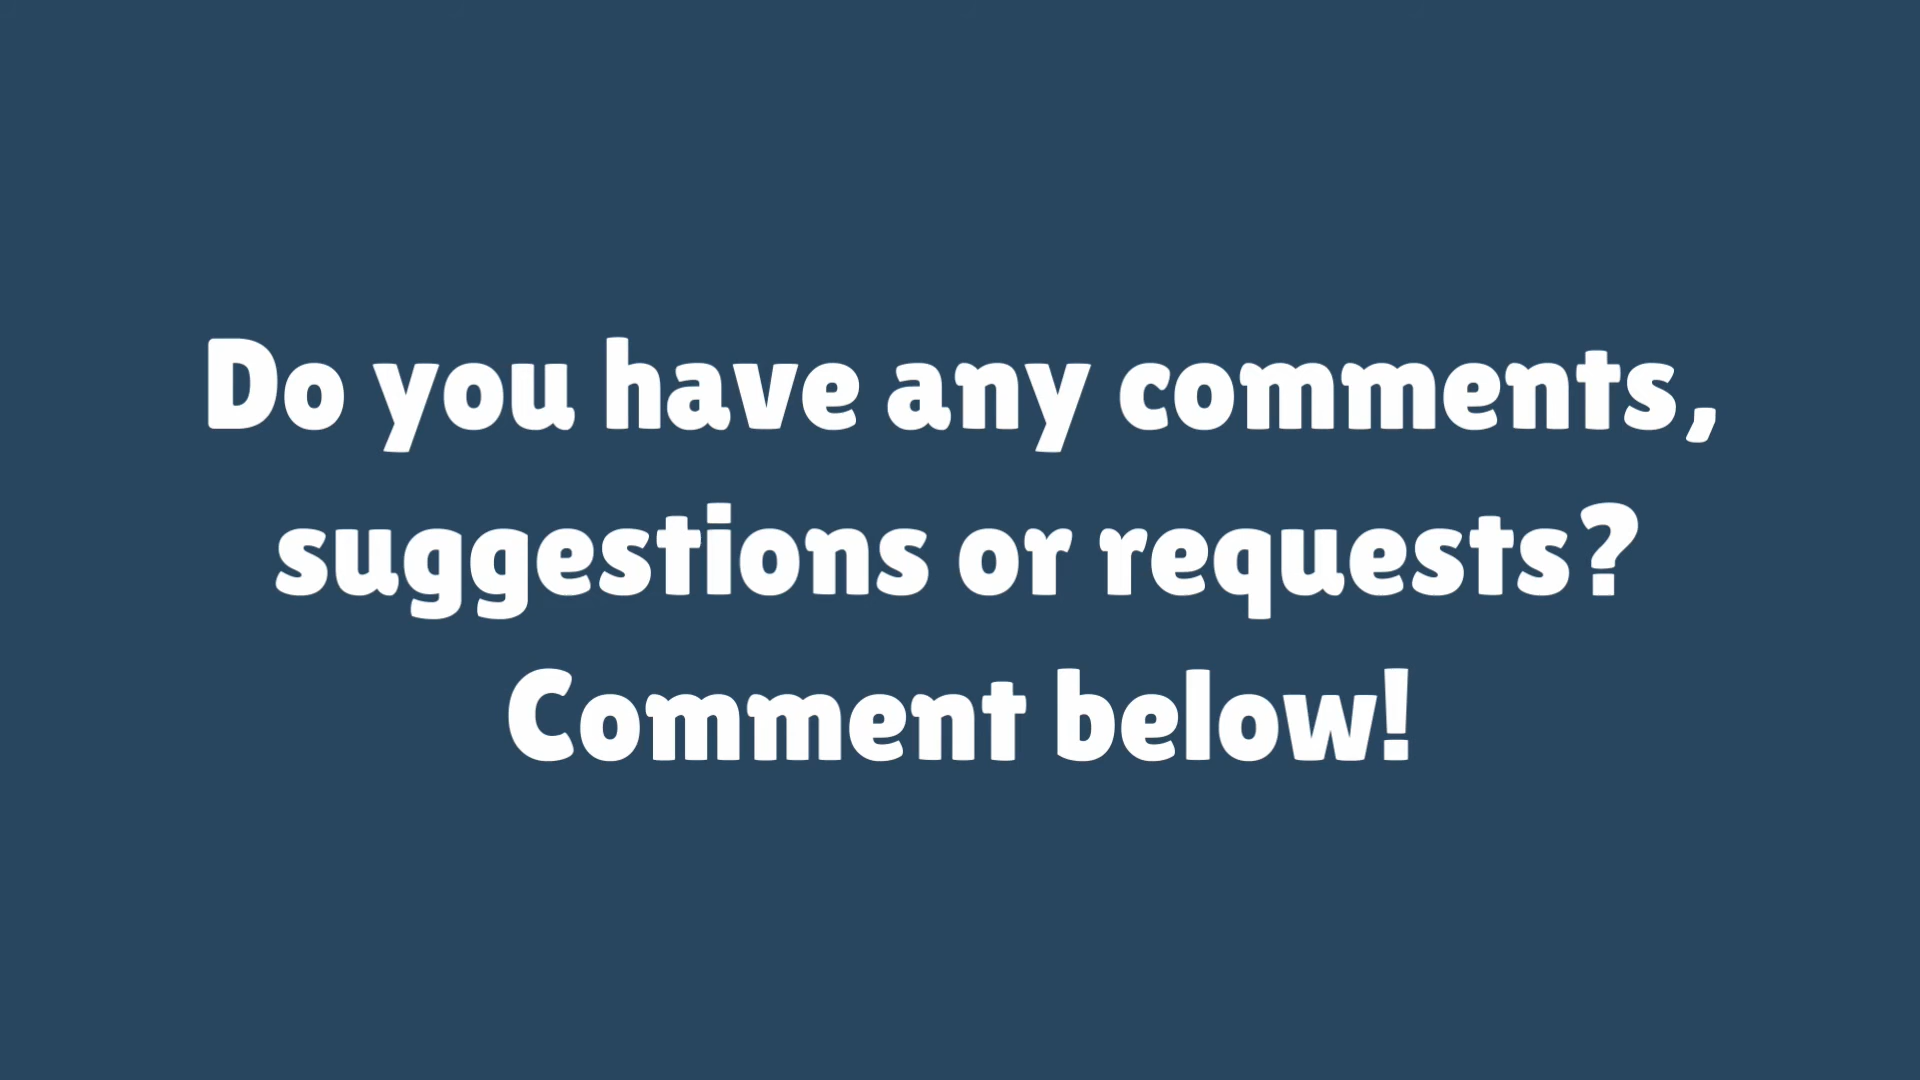 Do you have any comments,
suggestions or requests?
Comment below!